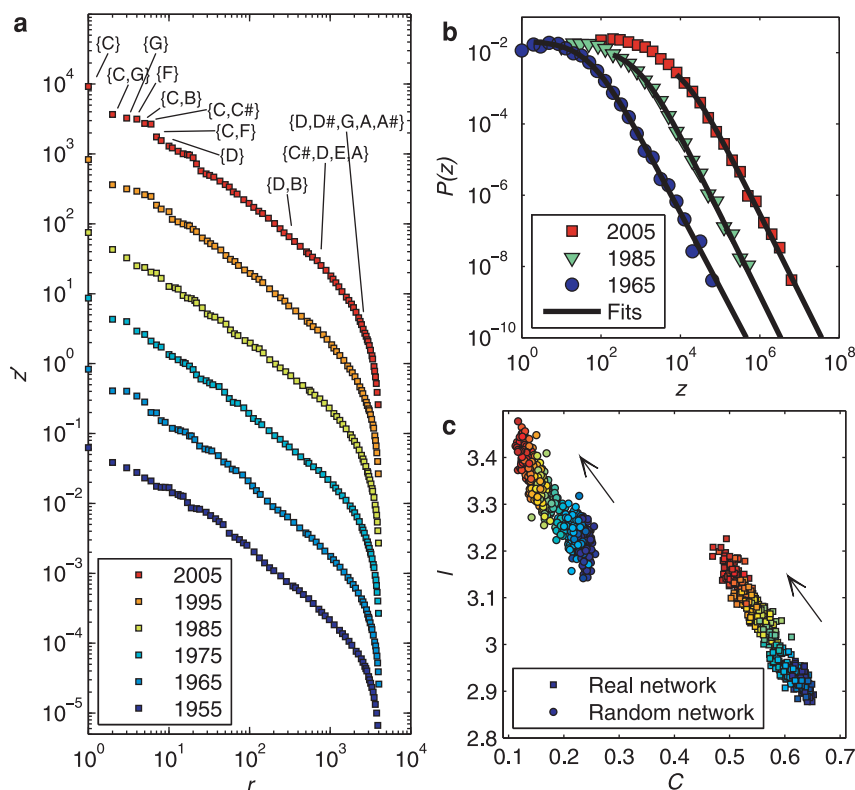 a
{C}
{G}
{C,G}
{F}
{C,B}
{C,C#}
{C,F}
{D}
{D,D#,G,A,A#}
{C#,D,E,A}
{D,B}
10^4
10^3
10^2
10^1
10^0
10^-1
10^-2
10^-3
10^-4
10^-5
z'
2005
1995
1985
1975
1965
1955
10^0 10^1 10^2 10^3 10^4
r
b
10^-2
10^-4
10^-6
10^-8
10^-10
P(z)
2005
1985
1965
Fits
10^0 10^2 10^4 10^6 10^8
z
c
3.4
3.3
3.2
3.1
3
2.9
2.8
I
Real network
Random network
0.1 0.2 0.3 0.4 0.5 0.6 0.7
C